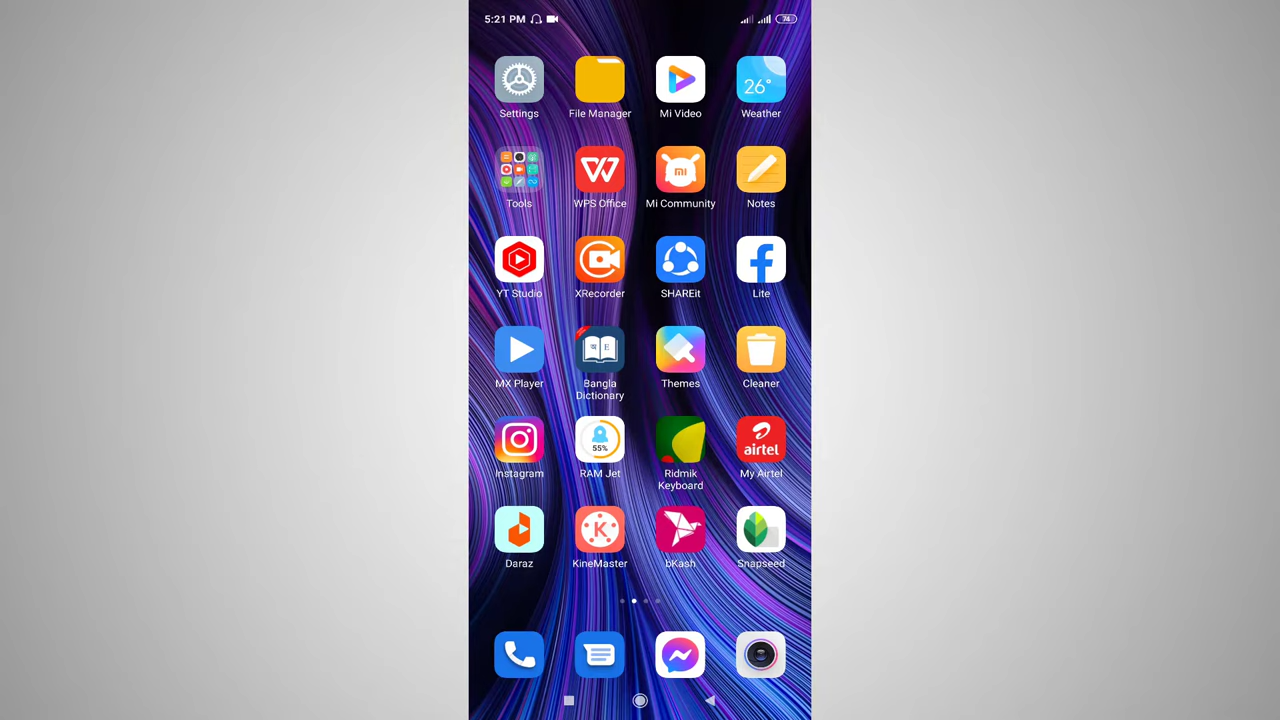 5:21 PM 74
Settings File Manager Mi Video Weather
26°
Tools WPS Office Mi Community Notes
mi
YT Studio XRecorder SHAREit Lite
অ E
MX Player Bangla Dictionary Themes Cleaner
55%
airtel
Instagram RAM Jet Ridmik Keyboard My Airtel
K
Daraz KineMaster bKash Snapseed